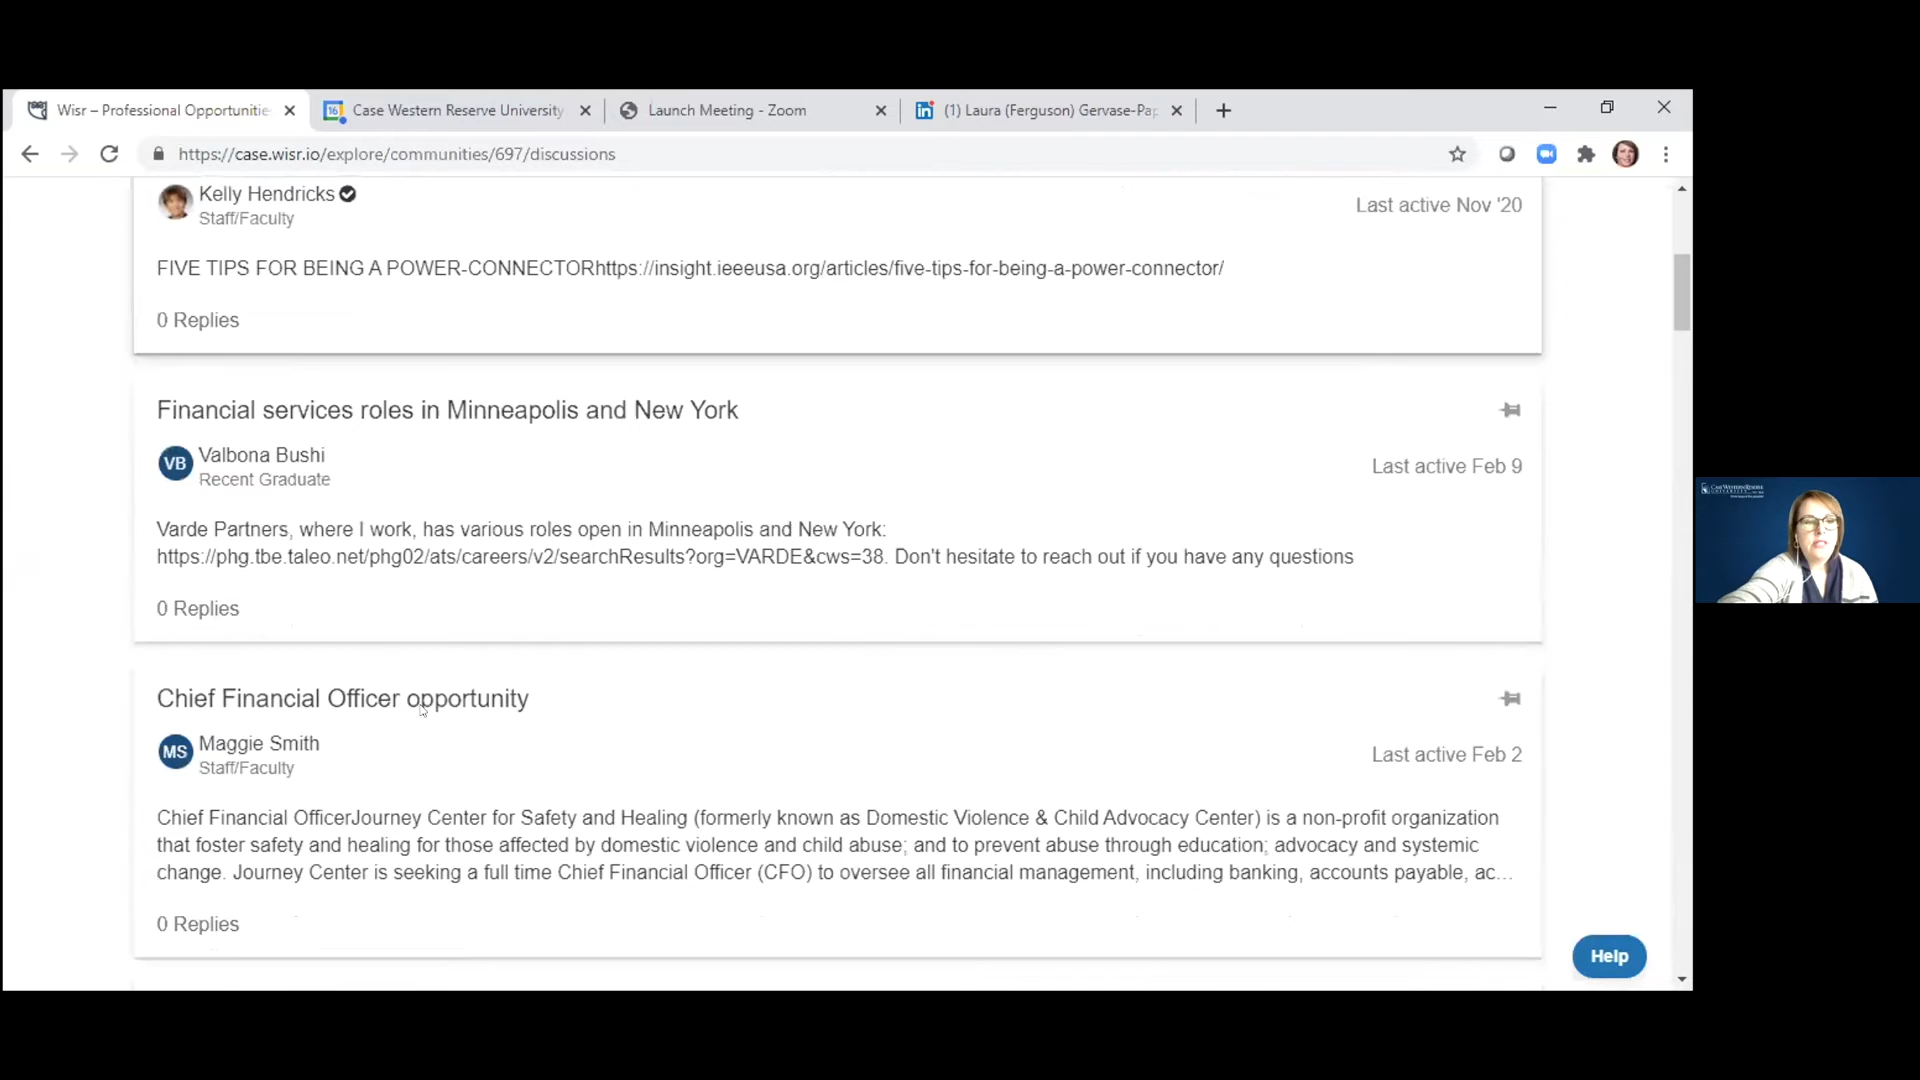 Wisr – Professional Opportunitie
16
Case Western Reserve University
Launch Meeting - Zoom
in
(1) Laura (Ferguson) Gervase-Pap
https://case.wisr.io/explore/communities/697/discussions
Kelly Hendricks
Staff/Faculty
Last active Nov '20
FIVE TIPS FOR BEING A POWER-CONNECTORhttps://insight.ieeeusa.org/articles/five-tips-for-being-a-power-connector/
0 Replies
Financial services roles in Minneapolis and New York
VB
Valbona Bushi
Recent Graduate
Last active Feb 9
Varde Partners, where I work, has various roles open in Minneapolis and New York:
https://phg.tbe.taleo.net/phg02/ats/careers/v2/searchResults?org=VARDE&cws=38. Don't hesitate to reach out if you have any questions
0 Replies
Chief Financial Officer opportunity
MS
Maggie Smith
Staff/Faculty
Last active Feb 2
Chief Financial OfficerJourney Center for Safety and Healing (formerly known as Domestic Violence & Child Advocacy Center) is a non-profit organization
that foster safety and healing for those affected by domestic violence and child abuse; and to prevent abuse through education; advocacy and systemic
change. Journey Center is seeking a full time Chief Financial Officer (CFO) to oversee all financial management, including banking, accounts payable, ac...
0 Replies
Help
CASE WESTERN RESERVE
UNIVERSITY